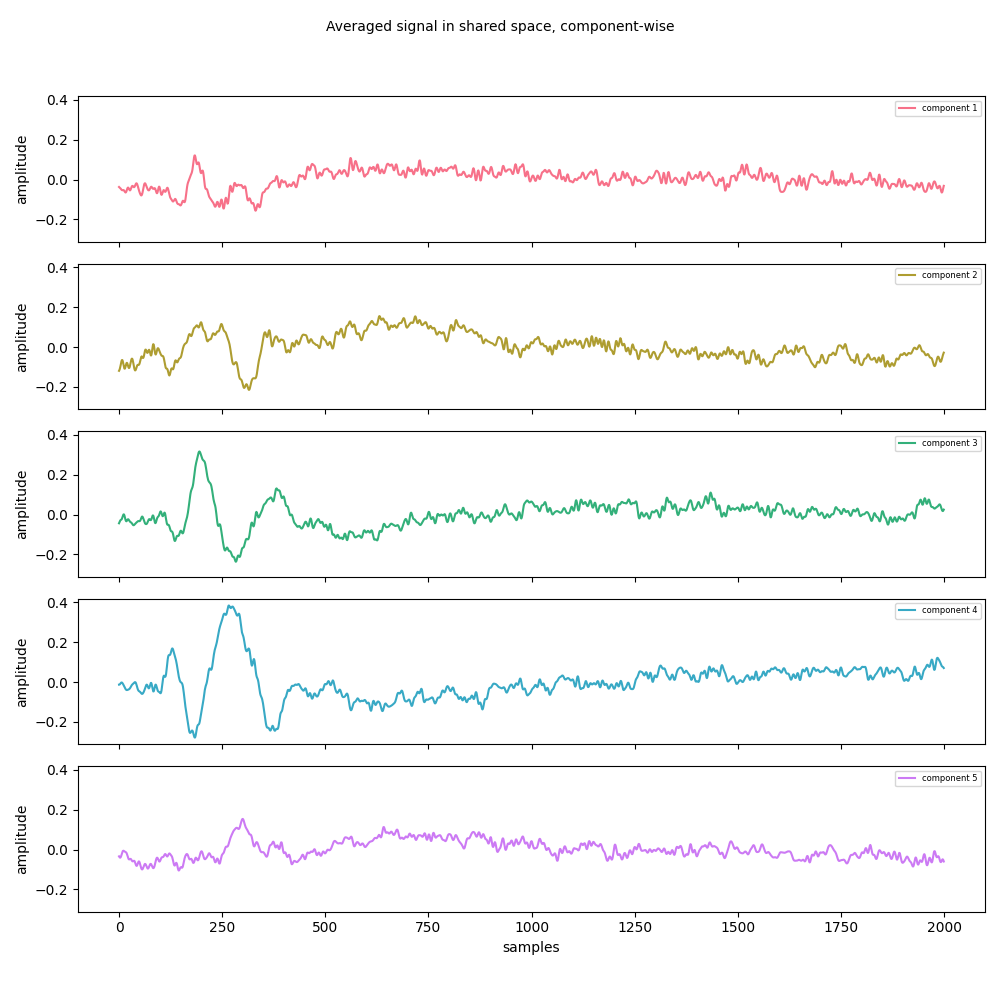 Averaged signal in shared space, component-wise
0.4
0.2
0.0
−0.2
amplitude
component 1
0.4
0.2
0.0
−0.2
amplitude
component 2
0.4
0.2
0.0
−0.2
amplitude
component 3
0.4
0.2
0.0
−0.2
amplitude
component 4
0.4
0.2
0.0
−0.2
amplitude
component 5
0 250 500 750 1000 1250 1500 1750 2000
samples